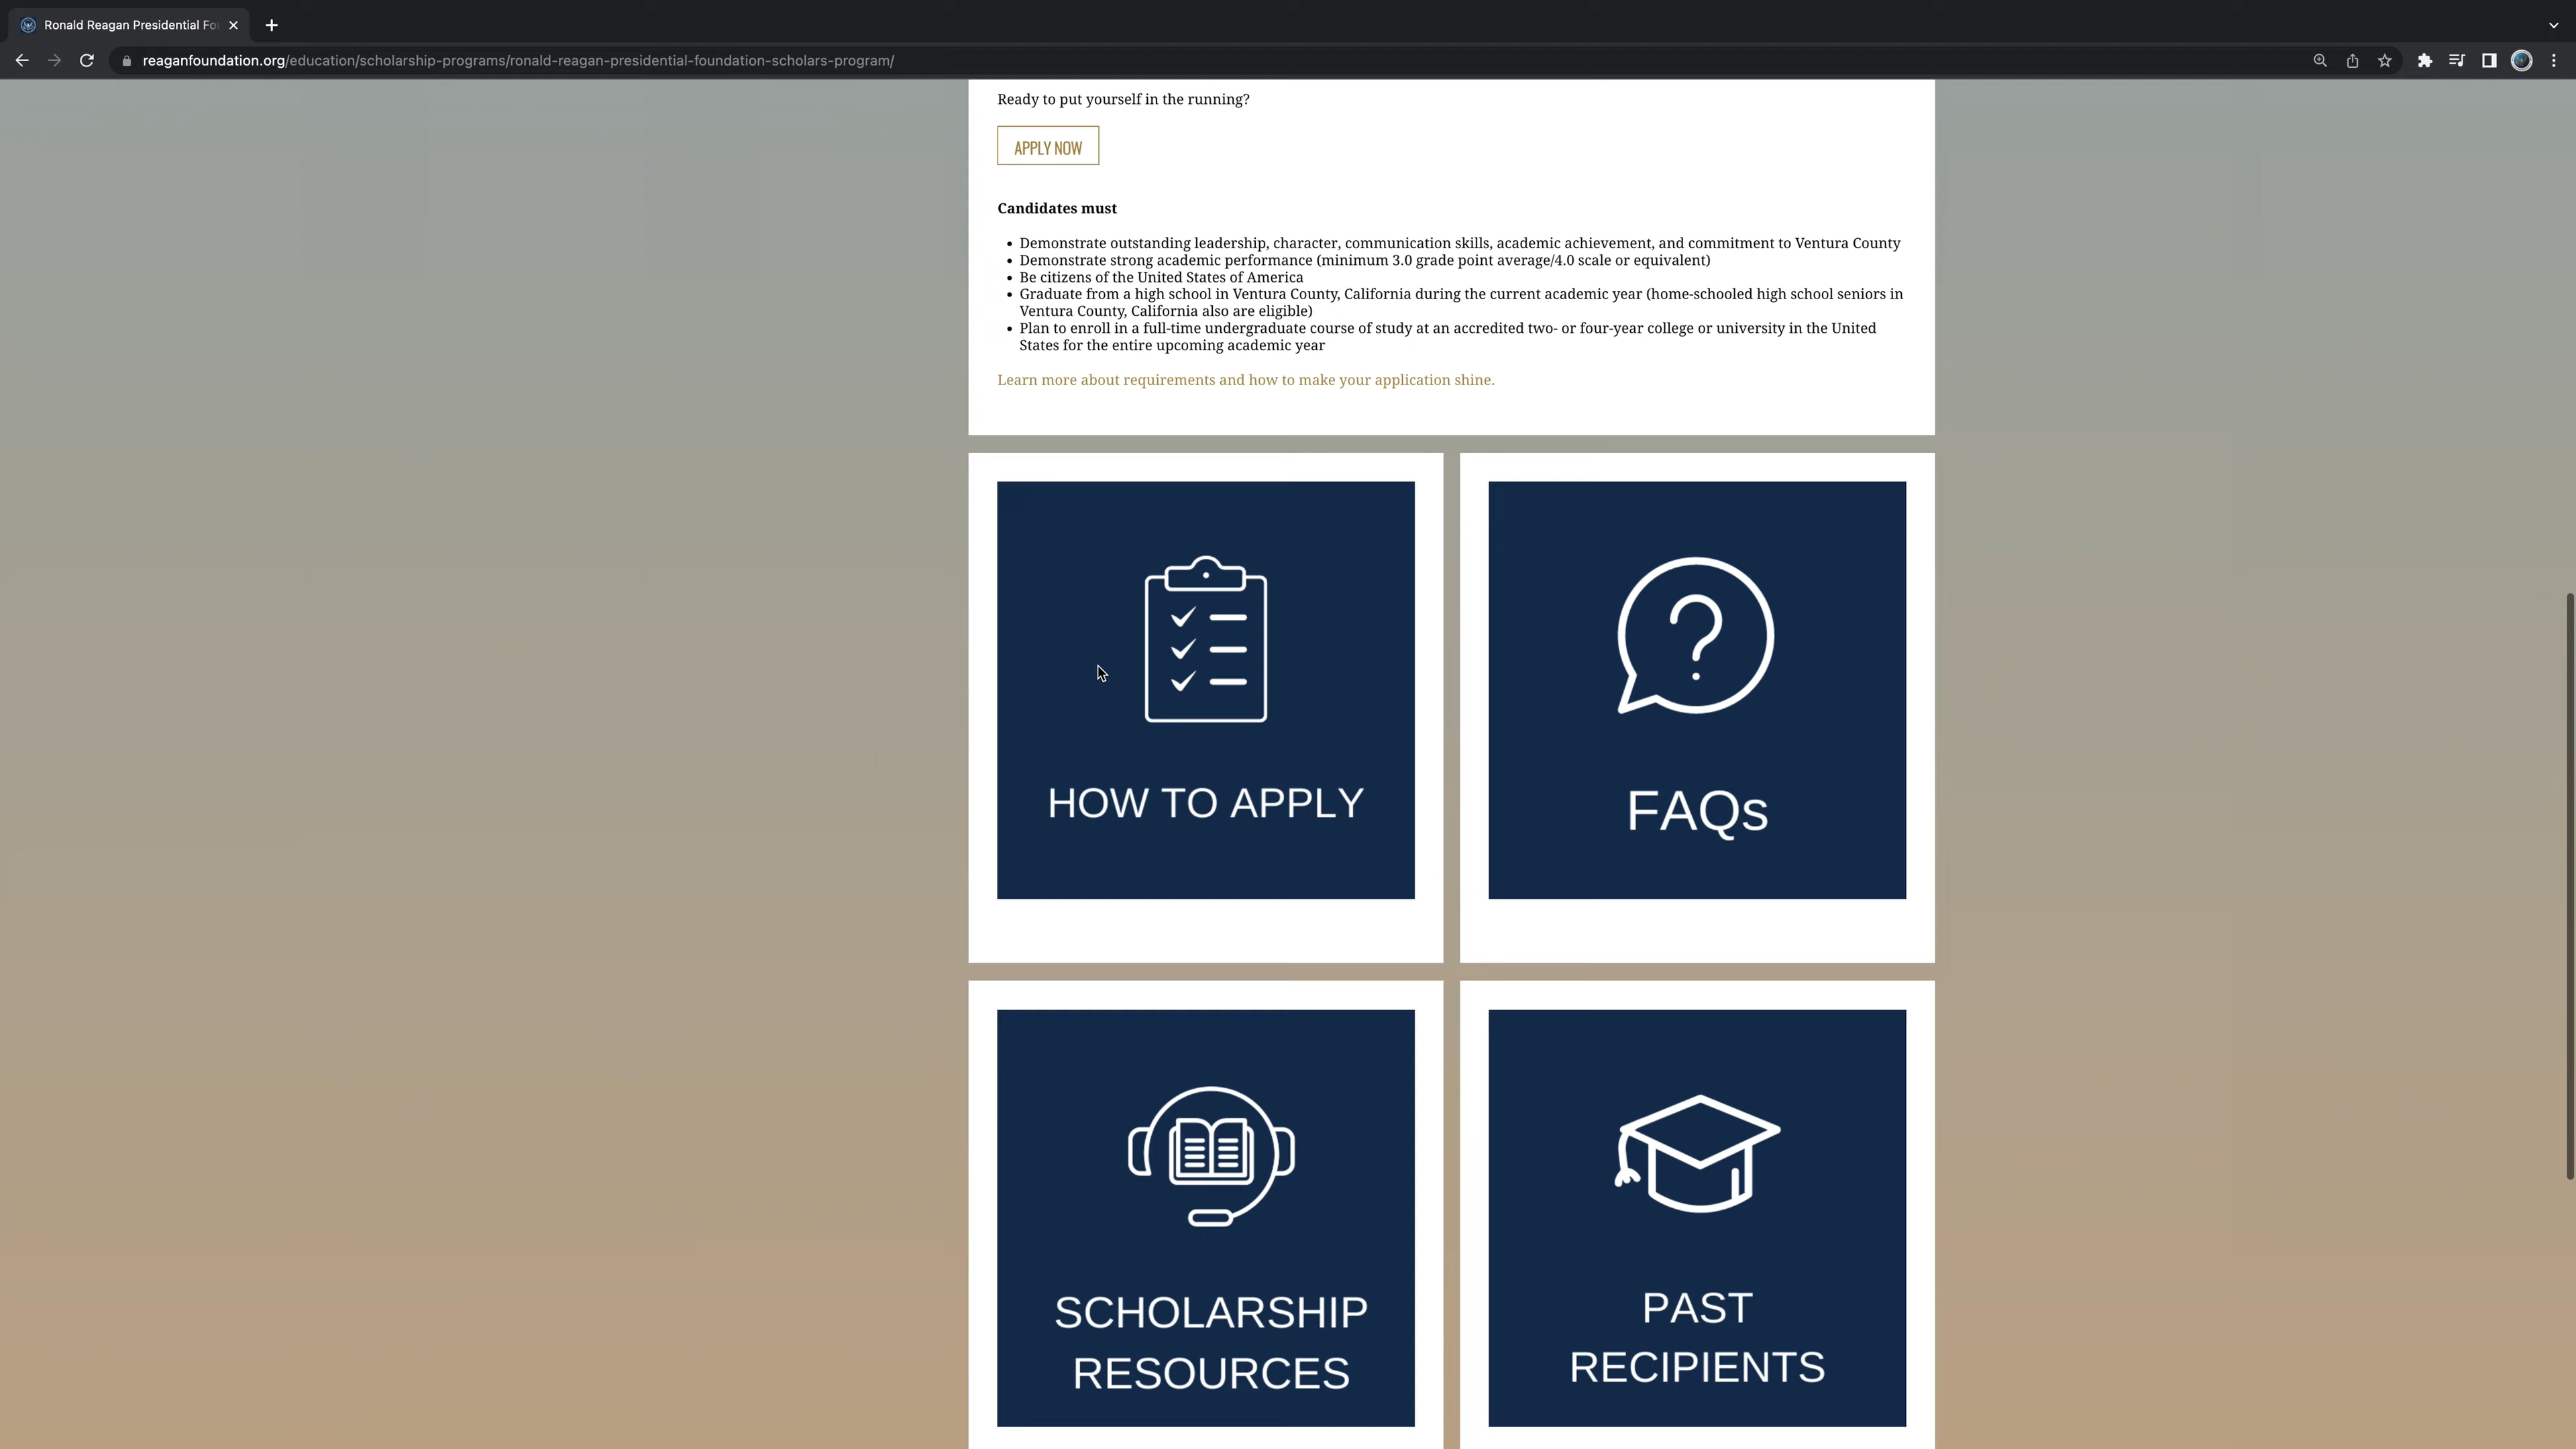 Ronald Reagan Presidential Fo
reaganfoundation.org/education/scholarship-programs/ronald-reagan-presidential-foundation-scholars-program/
Ready to put yourself in the running?
APPLY NOW
Candidates must
• Demonstrate outstanding leadership, character, communication skills, academic achievement, and commitment to Ventura County
• Demonstrate strong academic performance (minimum 3.0 grade point average/4.0 scale or equivalent)
• Be citizens of the United States of America
• Graduate from a high school in Ventura County, California during the current academic year (home-schooled high school seniors in
Ventura County, California also are eligible)
• Plan to enroll in a full-time undergraduate course of study at an accredited two- or four-year college or university in the United
States for the entire upcoming academic year
Learn more about requirements and how to make your application shine.
HOW TO APPLY
FAQs
SCHOLARSHIP
RESOURCES
PAST
RECIPIENTS